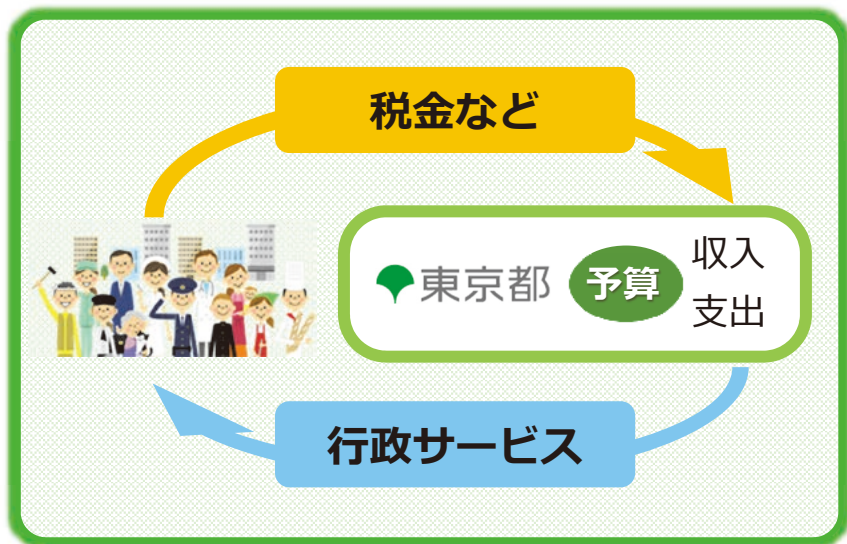 税金など
東京都
予算
収入
支出
行政サービス